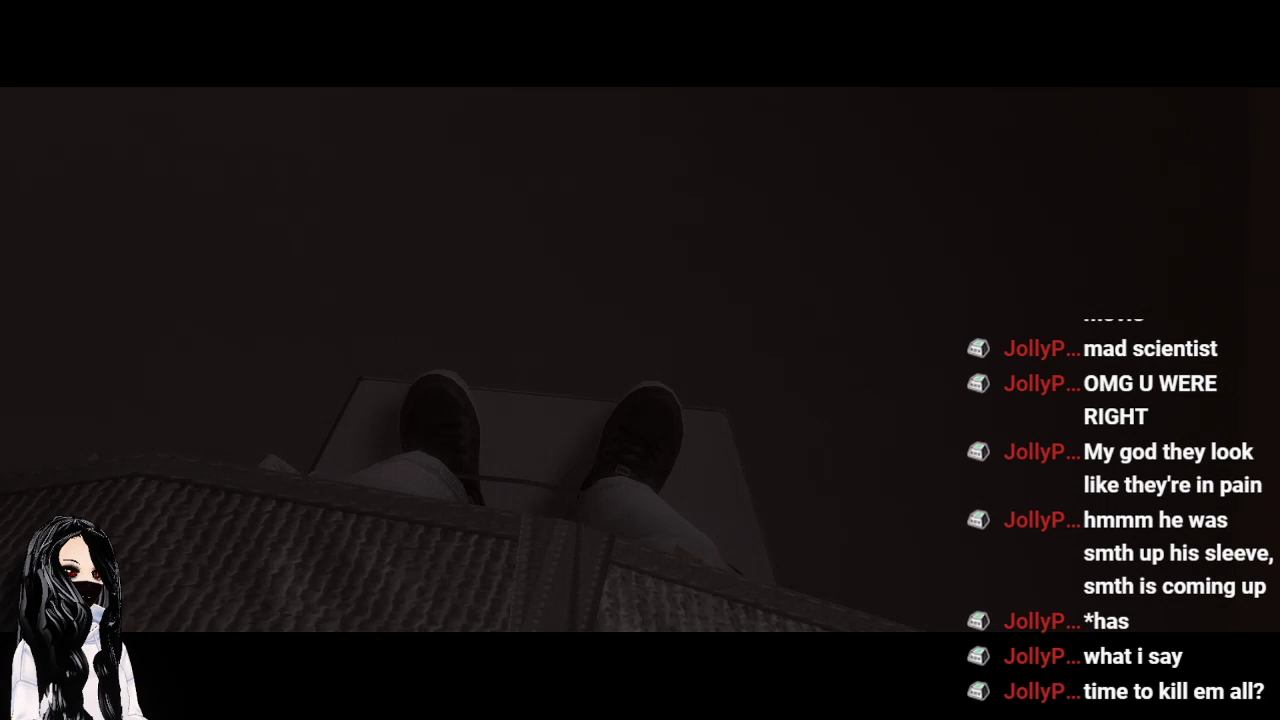 JollyP... mad scientist
JollyP... OMG U WERE
RIGHT
JollyP... My god they look
like they're in pain
JollyP... hmmm he was
smth up his sleeve,
smth is coming up
JollyP... *has
JollyP... what i say
JollyP... time to kill em all?